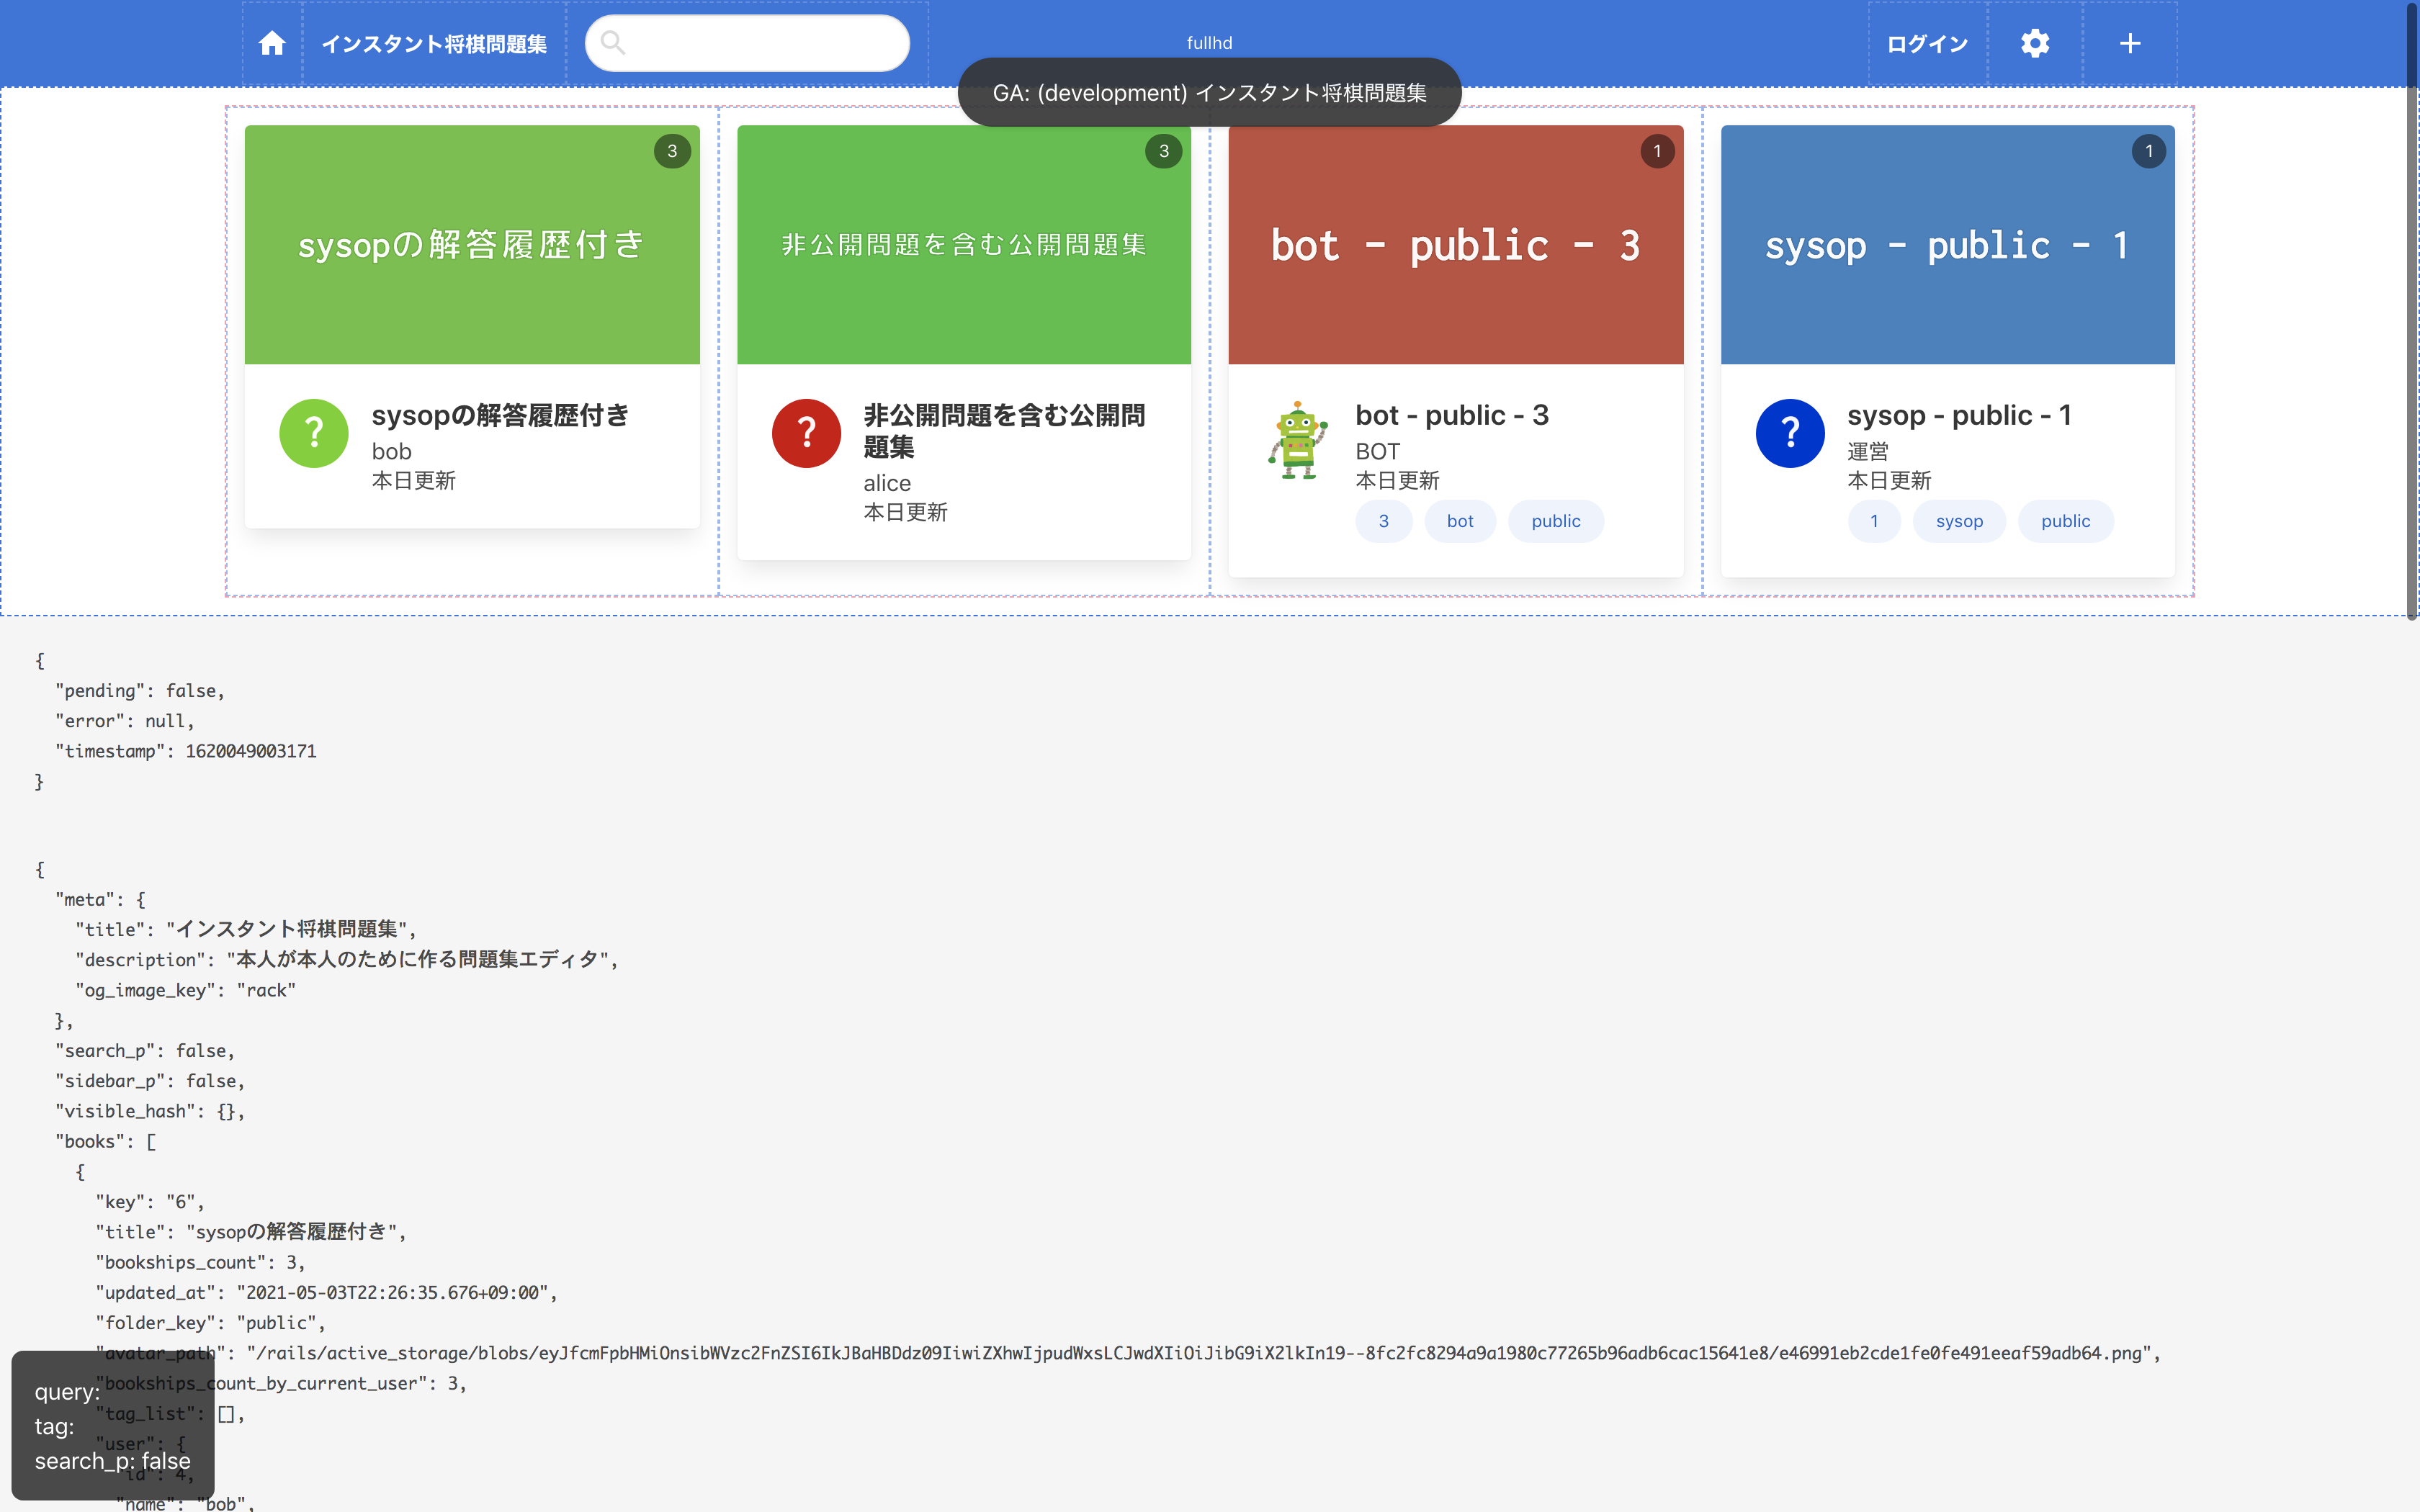 インスタント将棋問題集
fullhd
ログイン
GA: (development) インスタント将棋問題集
3
sysopの解答履歴付き
?
sysopの解答履歴付き
bob
本日更新
3
非公開問題を含む公開問題集
?
非公開問題を含む公開問
題集
alice
本日更新
1
bot - public - 3
bot - public - 3
BOT
本日更新
3 bot public
1
sysop - public - 1
?
sysop - public - 1
運営
本日更新
1 sysop public
{
"pending": false,
"error": null,
"timestamp": 1620049003171
}
{
"meta": {
"title": "インスタント将棋問題集",
"description": "本人が本人のために作る問題集エディタ",
"og_image_key": "rack"
},
"search_p": false,
"sidebar_p": false,
"visible_hash": {},
"books": [
{
"key": "6",
"title": "sysopの解答履歴付き",
"bookships_count": 3,
"updated_at": "2021-05-03T22:26:35.676+09:00",
"folder_key": "public",
"avatar_path": "/rails/active_storage/blobs/eyJfcmFpbHMiOnsibWVzc2FnZSI6IkJBaHBDdz09IiwiZXhwIjpudWxsLCJwdXIiOiJibG9iX2lkIn19--8fc2fc8294a9a1980c77265b96adb6cac15641e8/e46991eb2cde1fe0fe491eeaf59adb64.png",
"bookships_count_by_current_user": 3,
"tag_list": [],
"user": {
"id": 4,
"name": "bob",
query:
tag:
search_p: false